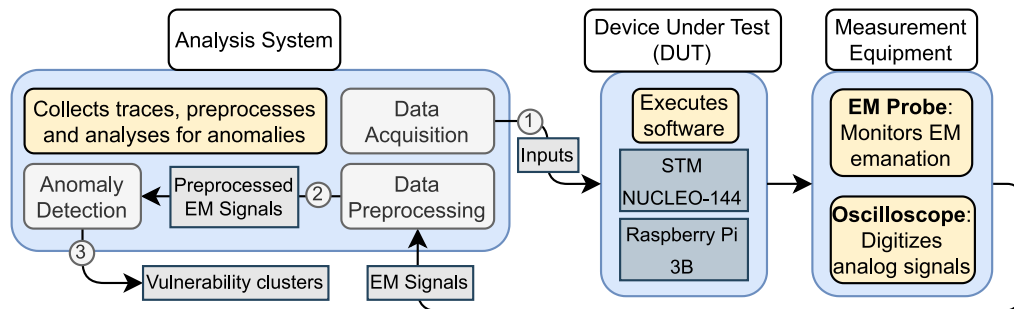 Analysis System
Collects traces, preprocesses
and analyses for anomalies
Data
Acquisition
1
Inputs
Anomaly
Detection
Preprocessed
EM Signals
2
Data
Preprocessing
3
Vulnerability clusters
EM Signals
Device Under Test
(DUT)
Executes
software
STM
NUCLEO-144
Raspberry Pi
3B
Measurement
Equipment
EM Probe:
Monitors EM
emanation
Oscilloscope:
Digitizes
analog signals